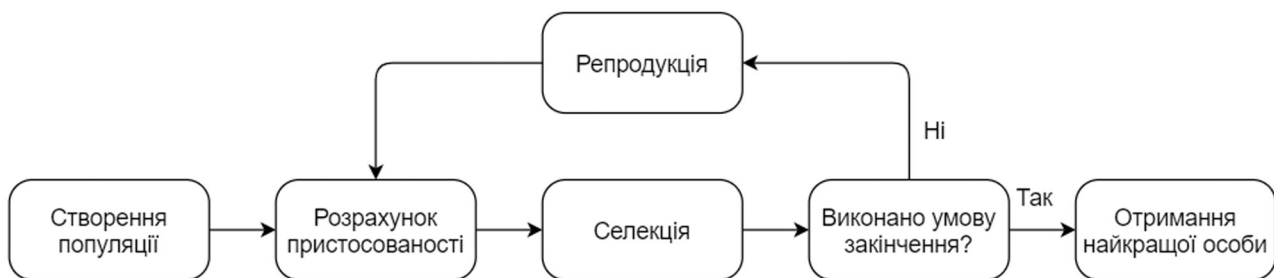 Репродукція
Ні
Створення
популяції
Розрахунок
пристосованості
Селекція
Виконано умову
закінчення?
Так
Отримання
найкращої особи